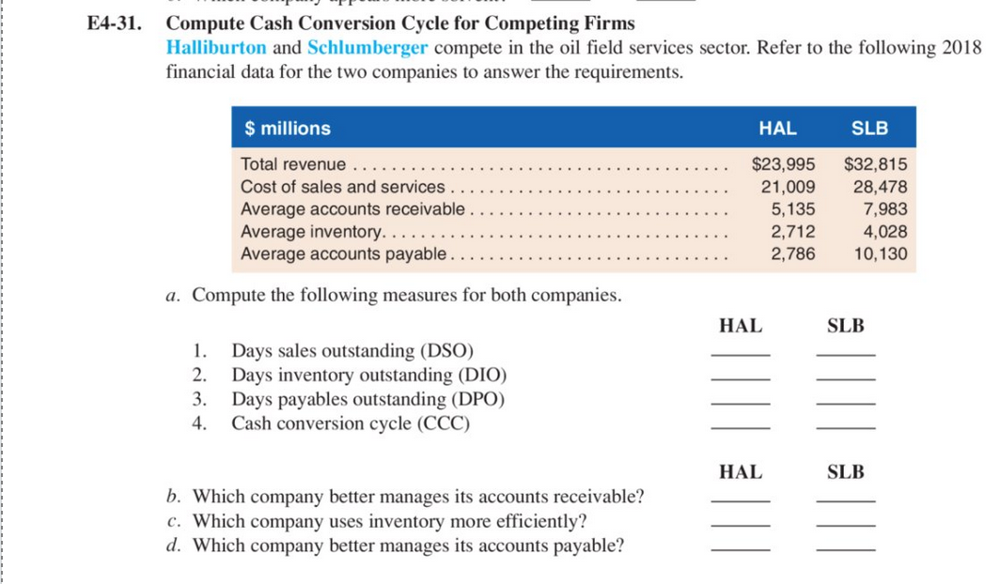 E4-31. Compute Cash Conversion Cycle for Competing Firms
Halliburton and Schlumberger compete in the oil field services sector. Refer to the following 2018
financial data for the two companies to answer the requirements.
$ millions HAL SLB
Total revenue . . . . . . . . . . . . . . . . . . . . . . . . . . . . . . . . . . . . . . . . $23,995 $32,815
Cost of sales and services . . . . . . . . . . . . . . . . . . . . . . . . . . . . . 21,009 28,478
Average accounts receivable . . . . . . . . . . . . . . . . . . . . . . . . . . . 5,135 7,983
Average inventory. . . . . . . . . . . . . . . . . . . . . . . . . . . . . . . . . . . . 2,712 4,028
Average accounts payable . . . . . . . . . . . . . . . . . . . . . . . . . . . . . 2,786 10,130
a. Compute the following measures for both companies.
HAL SLB
1. Days sales outstanding (DSO)
2. Days inventory outstanding (DIO)
3. Days payables outstanding (DPO)
4. Cash conversion cycle (CCC)
HAL SLB
b. Which company better manages its accounts receivable?
c. Which company uses inventory more efficiently?
d. Which company better manages its accounts payable?